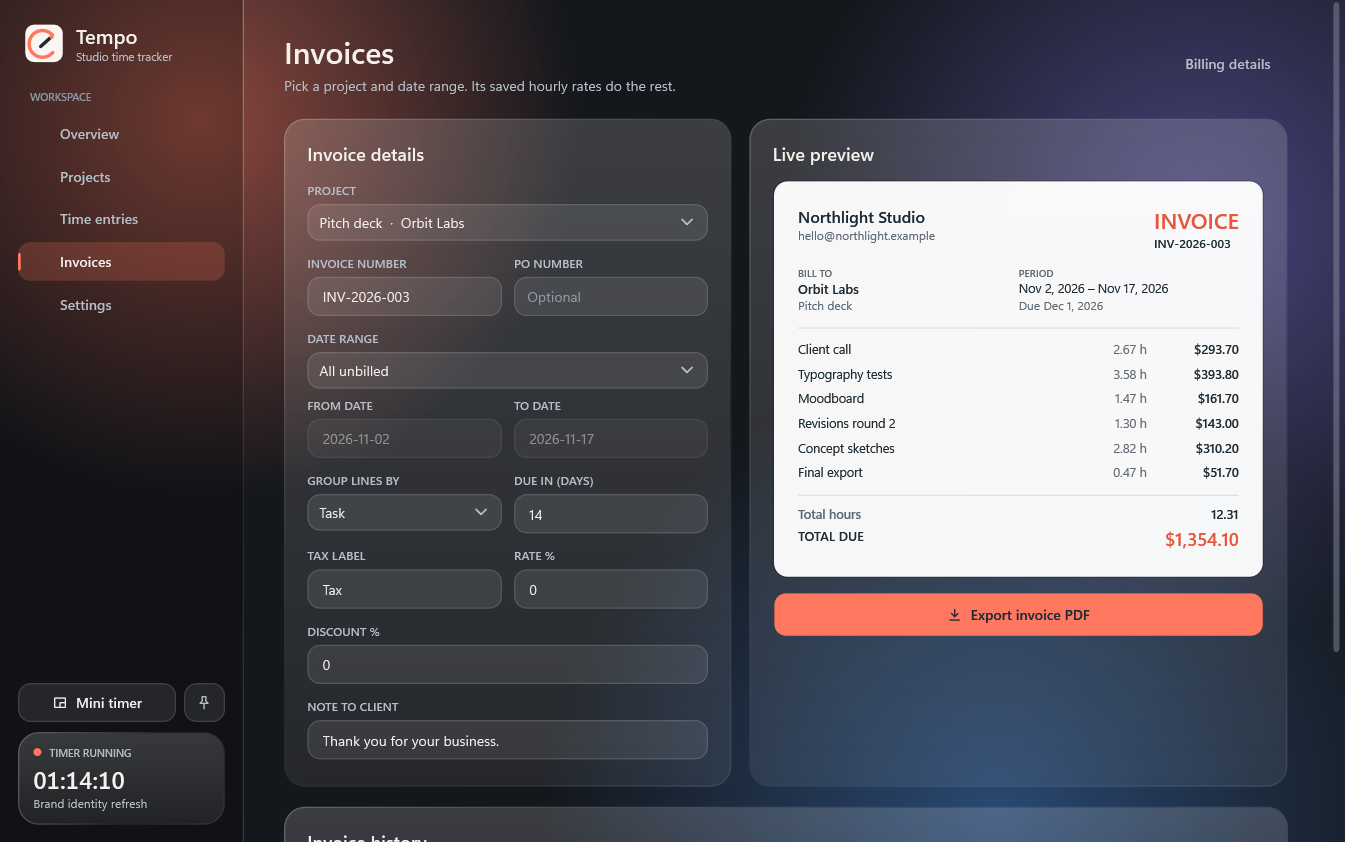 Tempo
Studio time tracker
WORKSPACE
Overview
Projects
Time entries
Invoices
Settings
Mini timer
TIMER RUNNING
01:14:10
Brand identity refresh
Invoices
Pick a project and date range. Its saved hourly rates do the rest.
Billing details
Invoice details
PROJECT
Pitch deck · Orbit Labs
INVOICE NUMBER PO NUMBER
INV-2026-003 Optional
DATE RANGE
All unbilled
FROM DATE TO DATE
2026-11-02 2026-11-17
GROUP LINES BY DUE IN (DAYS)
Task 14
TAX LABEL RATE %
Tax 0
DISCOUNT %
0
NOTE TO CLIENT
Thank you for your business.
Live preview
Northlight Studio INVOICE
hello@northlight.example INV-2026-003
BILL TO PERIOD
Orbit Labs Nov 2, 2026 – Nov 17, 2026
Pitch deck Due Dec 1, 2026
Client call 2.67 h $293.70
Typography tests 3.58 h $393.80
Moodboard 1.47 h $161.70
Revisions round 2 1.30 h $143.00
Concept sketches 2.82 h $310.20
Final export 0.47 h $51.70
Total hours 12.31
TOTAL DUE $1,354.10
Export invoice PDF
Invoice history